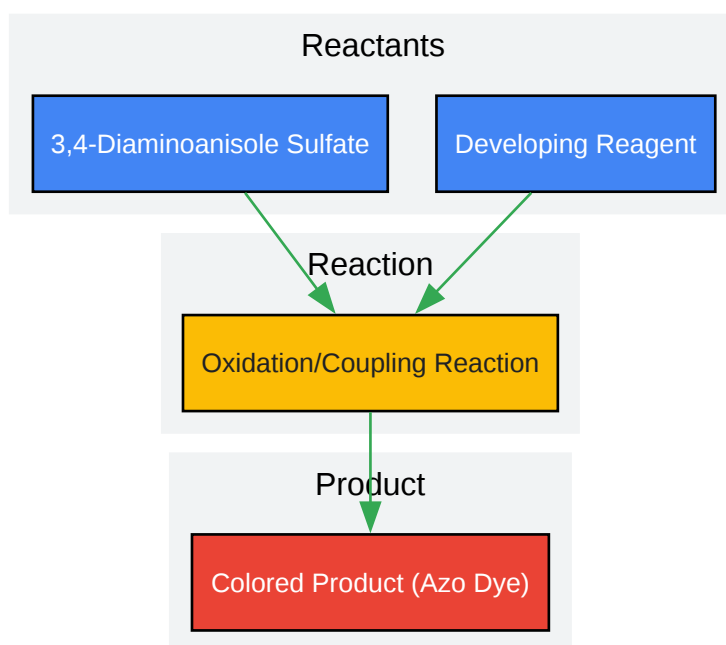 Reactants
3,4-Diaminoanisole Sulfate
Developing Reagent
Reaction
Oxidation/Coupling Reaction
Product
Colored Product (Azo Dye)